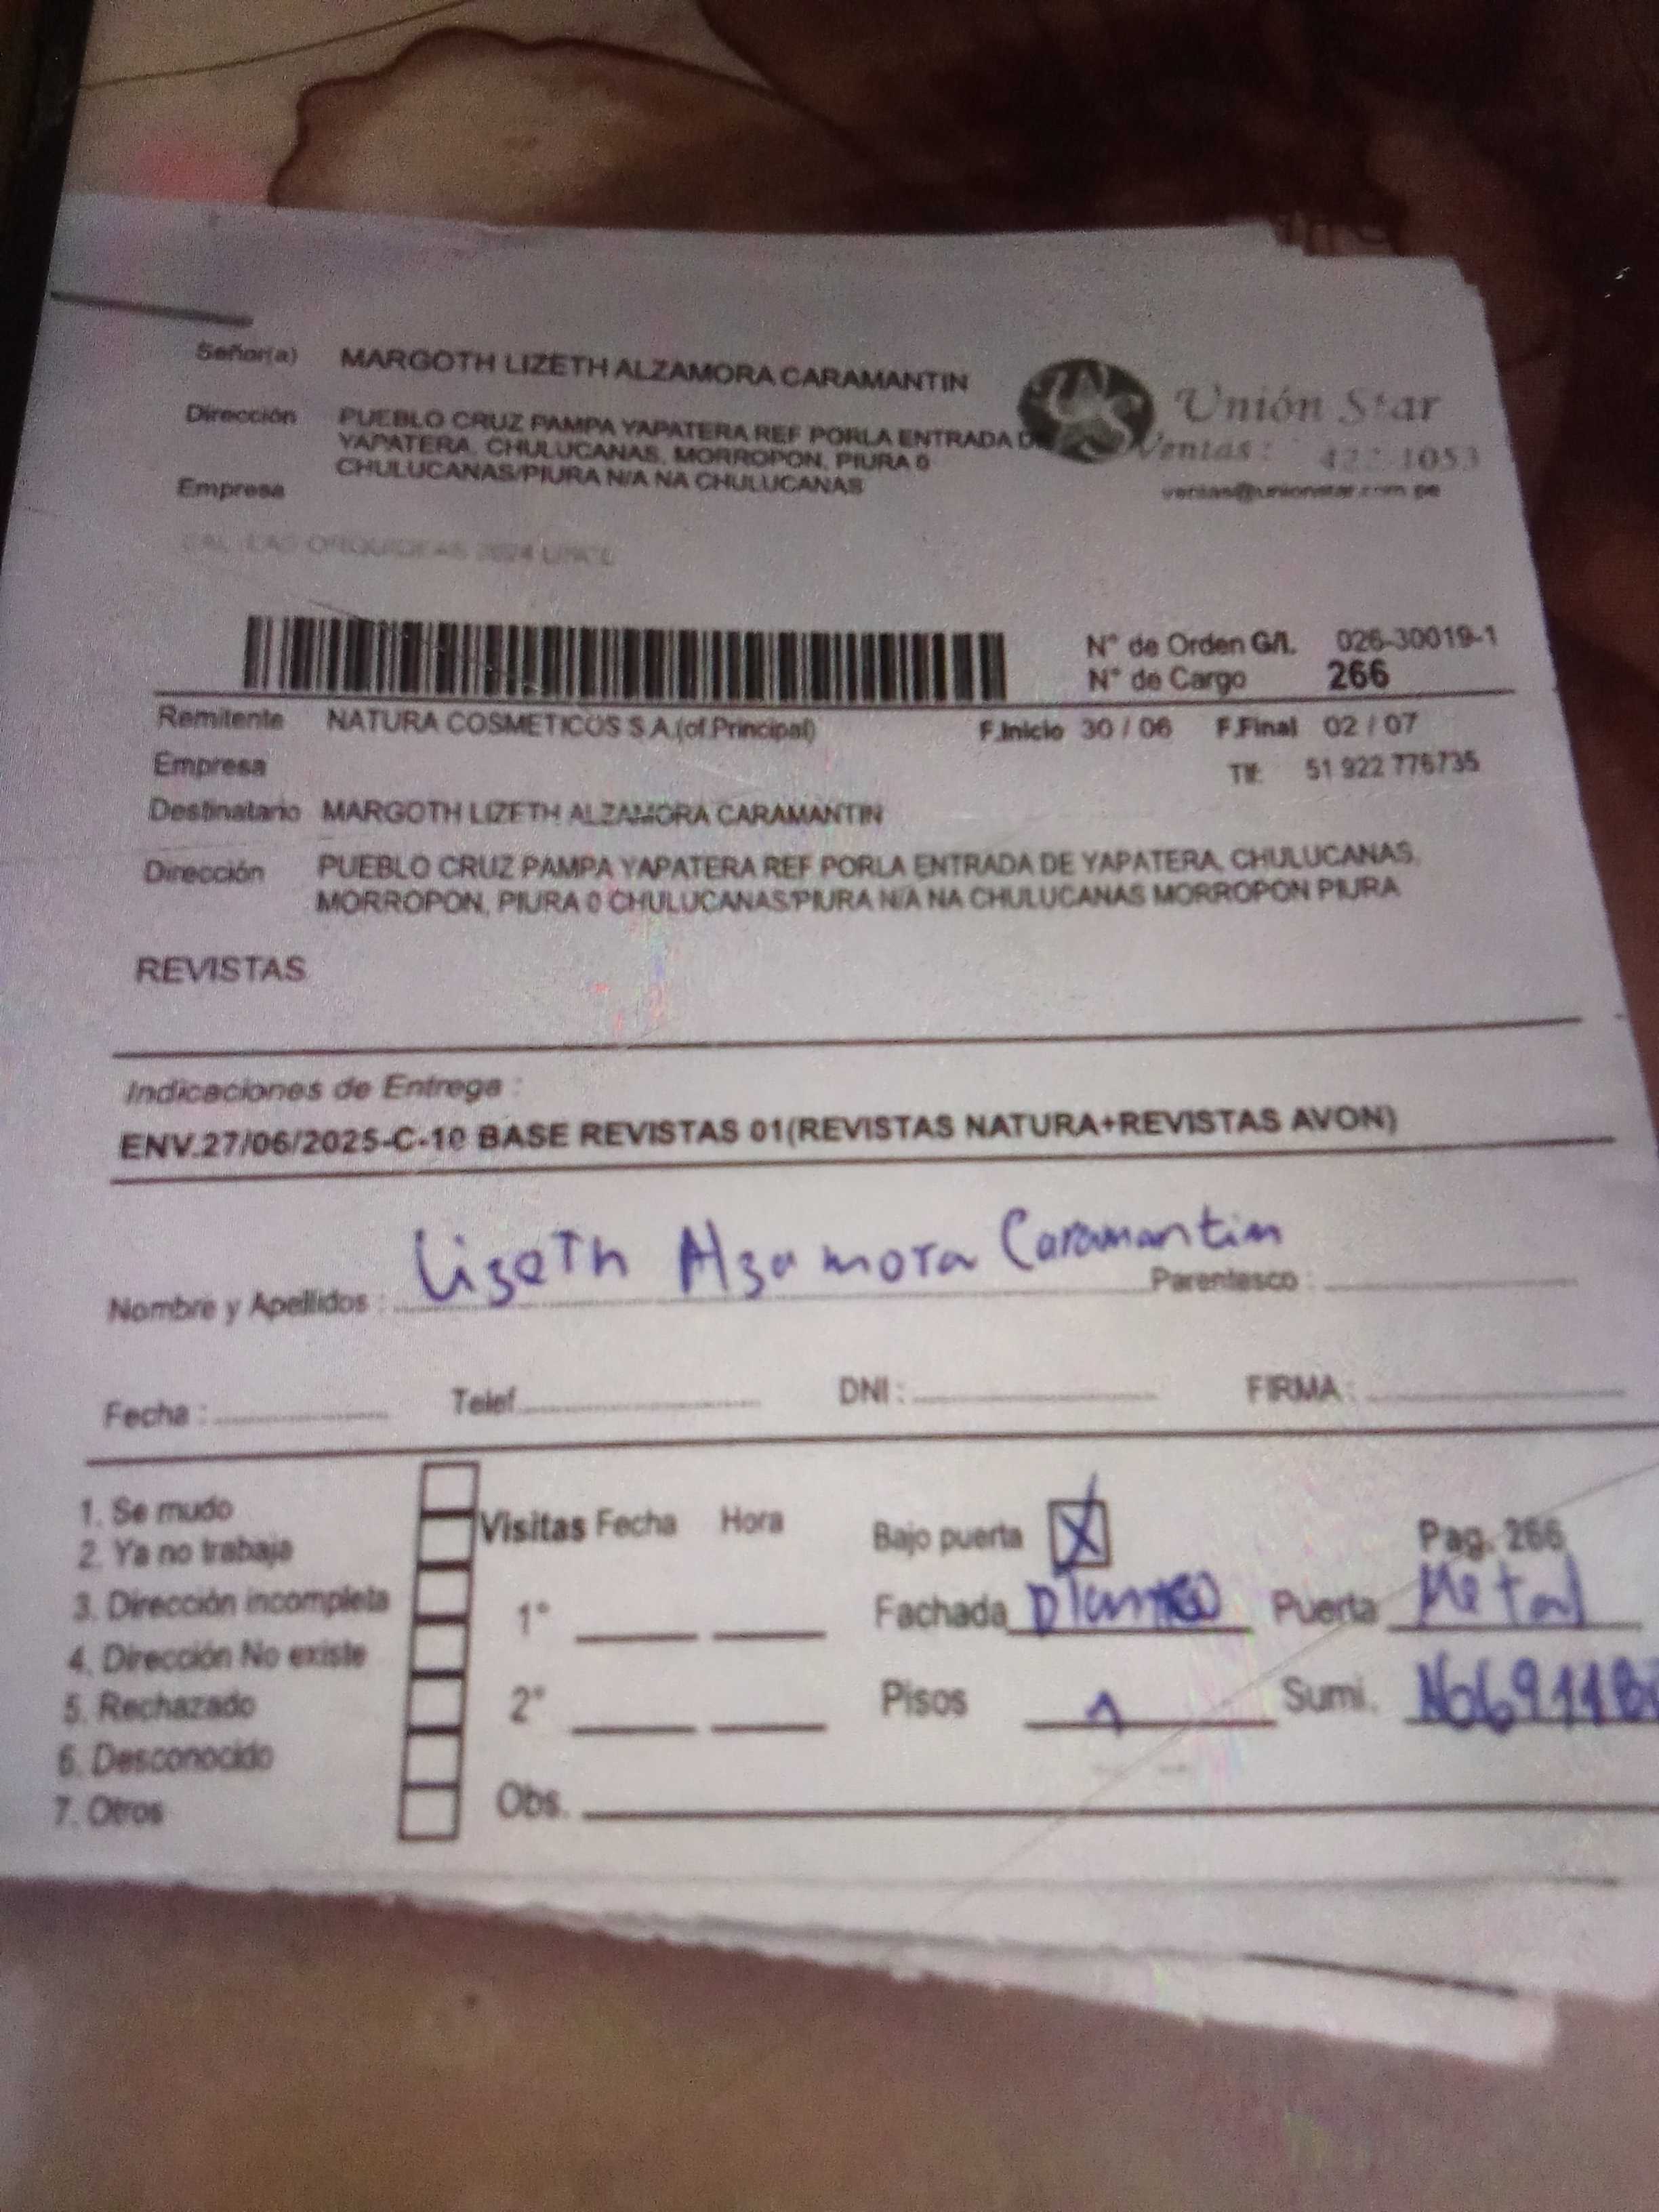 Señor(a) MARGOTH LIZETH ALZAMORA CARAMANTIN
Dirección PUEBLO CRUZ PAMPA YAPATERA REF PORLA ENTRADA DE
YAPATERA, CHULUCANAS, MORROPON, PIURA 0
CHULUCANAS/PIURA N/A NA CHULUCANAS
Empresa
Unión Star
Ventas: 422-1053
ventas@unionstar.com.pe
N° de Orden G/I. 026-30019-1
N° de Cargo 266
Remitente NATURA COSMETICOS S.A.(of.Principal) F.Inicio 30 / 06 F.Final 02 / 07
Empresa Tlf: 51 922 776735
Destinatario MARGOTH LIZETH ALZAMORA CARAMANTIN
Dirección PUEBLO CRUZ PAMPA YAPATERA REF PORLA ENTRADA DE YAPATERA, CHULUCANAS,
MORROPON, PIURA 0 CHULUCANAS/PIURA N/A NA CHULUCANAS MORROPON PIURA
REVISTAS
Indicaciones de Entrega :
ENV.27/06/2025-C-10 BASE REVISTAS 01(REVISTAS NATURA+REVISTAS AVON)
Nombre y Apellidos : Lizeth Alzamora Caramantin Parentesco :
Fecha : Telef. DNI : FIRMA :
1. Se mudo
2. Ya no trabaja
3. Dirección incompleta
4. Dirección No existe
5. Rechazado
6. Desconocido
7. Otros
Visitas Fecha Hora
1°
2°
Obs.
Bajo puerta X Pag. 266
Fachada Puerta Metal
Pisos 1 Sumi.